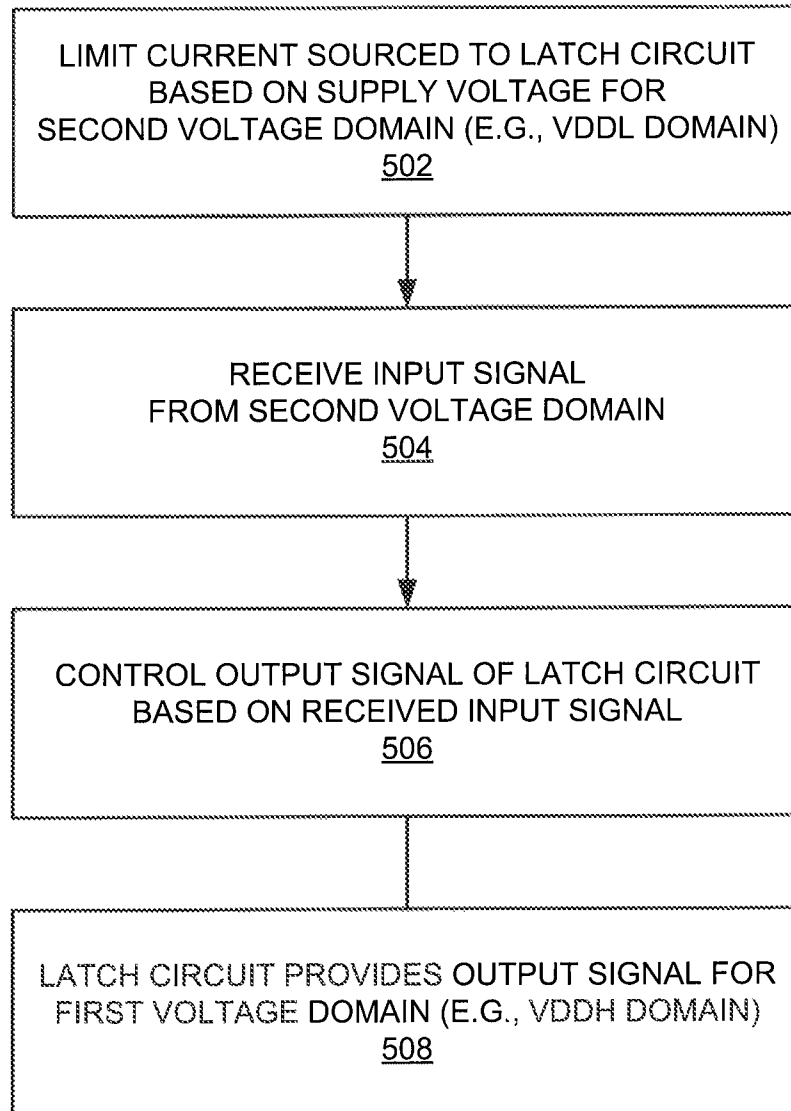 LIMIT CURRENT SOURCED TO LATCH CIRCUIT
BASED ON SUPPLY VOLTAGE FOR
SECOND VOLTAGE DOMAIN (E.G., VDDL DOMAIN)
502
RECEIVE INPUT SIGNAL
FROM SECOND VOLTAGE DOMAIN
504
CONTROL OUTPUT SIGNAL OF LATCH CIRCUIT
BASED ON RECEIVED INPUT SIGNAL
506
LATCH CIRCUIT PROVIDES OUTPUT SIGNAL FOR
FIRST VOLTAGE DOMAIN (E.G., VDDH DOMAIN)
508